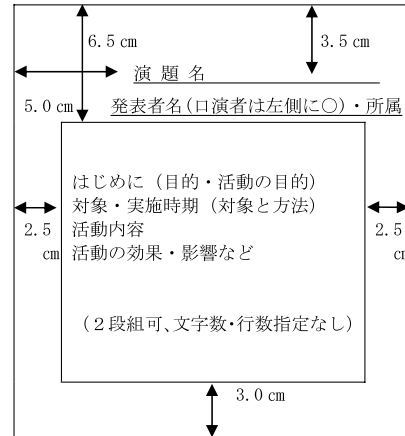 6.5 cm
3.5 cm
演 題 名
5.0 cm
発表者名(口演者は左側に○)・所属
はじめに（目的・活動の目的）
対象・実施時期（対象と方法）
活動内容
活動の効果・影響など
2.5
cm
2.5
cm
（２段組可、文字数・行数指定なし）
3.0 cm